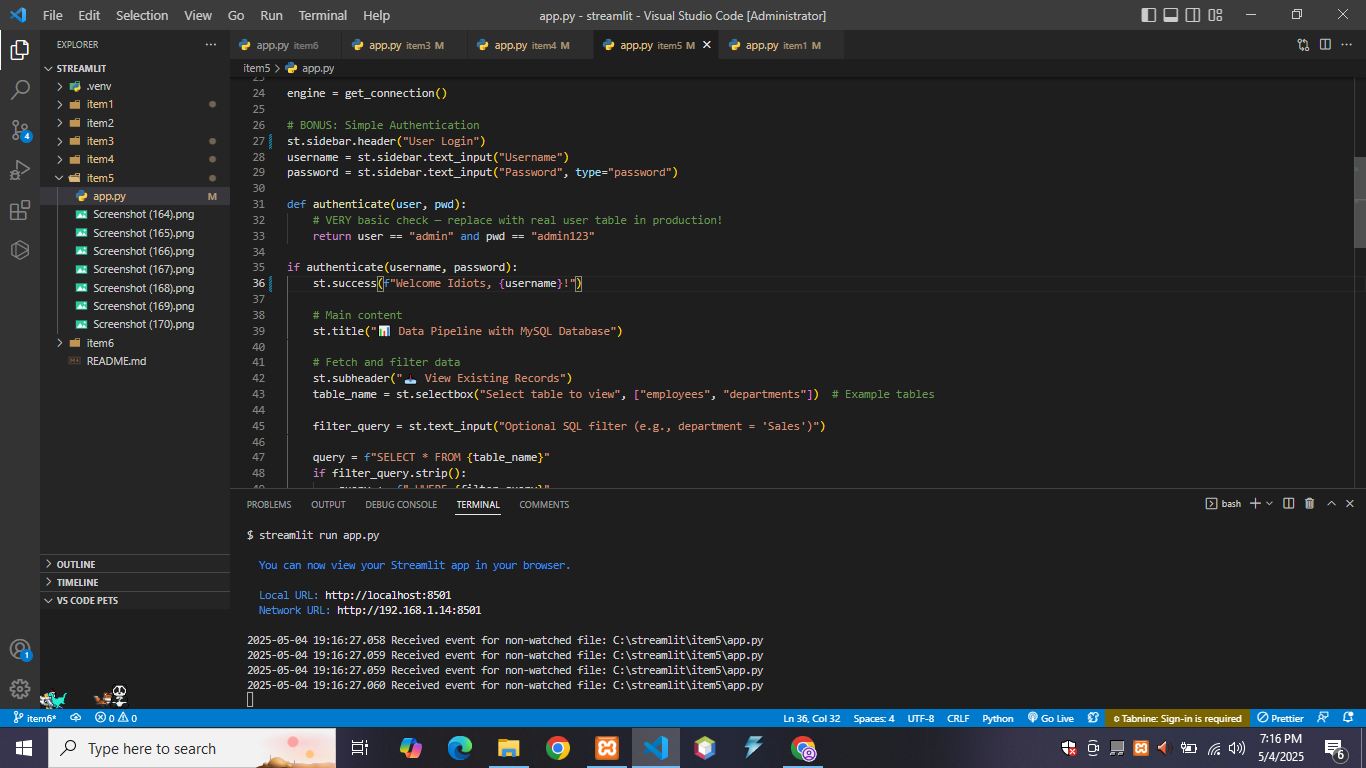 File Edit Selection View Go Run Terminal Help
app.py - streamlit - Visual Studio Code [Administrator]
EXPLORER
STREAMLIT
.venv
item1
item2
item3
item4
item5
app.py M
Screenshot (164).png
Screenshot (165).png
Screenshot (166).png
Screenshot (167).png
Screenshot (168).png
Screenshot (169).png
Screenshot (170).png
item6
README.md
OUTLINE
TIMELINE
VS CODE PETS
4
1
app.py item6
app.py item3 M
app.py item4 M
app.py item5 M
app.py item1 M
item5 > app.py
24 engine = get_connection()
25
26 # BONUS: Simple Authentication
27 st.sidebar.header("User Login")
28 username = st.sidebar.text_input("Username")
29 password = st.sidebar.text_input("Password", type="password")
30
31 def authenticate(user, pwd):
32 # VERY basic check — replace with real user table in production!
33 return user == "admin" and pwd == "admin123"
34
35 if authenticate(username, password):
36 st.success(f"Welcome Idiots, {username}!")
37
38 # Main content
39 st.title("📊 Data Pipeline with MySQL Database")
40
41 # Fetch and filter data
42 st.subheader("📥 View Existing Records")
43 table_name = st.selectbox("Select table to view", ["employees", "departments"]) # Example tables
44
45 filter_query = st.text_input("Optional SQL filter (e.g., department = 'Sales')")
46
47 query = f"SELECT * FROM {table_name}"
48 if filter_query.strip():
PROBLEMS OUTPUT DEBUG CONSOLE TERMINAL COMMENTS
bash
$ streamlit run app.py
You can now view your Streamlit app in your browser.
Local URL: http://localhost:8501
Network URL: http://192.168.1.14:8501
2025-05-04 19:16:27.058 Received event for non-watched file: C:\streamlit\item5\app.py
2025-05-04 19:16:27.059 Received event for non-watched file: C:\streamlit\item5\app.py
2025-05-04 19:16:27.059 Received event for non-watched file: C:\streamlit\item5\app.py
2025-05-04 19:16:27.060 Received event for non-watched file: C:\streamlit\item5\app.py
item6* 0 0 Ln 36, Col 32 Spaces: 4 UTF-8 CRLF Python Go Live Tabnine: Sign-in is required Prettier
Type here to search
7:16 PM
5/4/2025
6